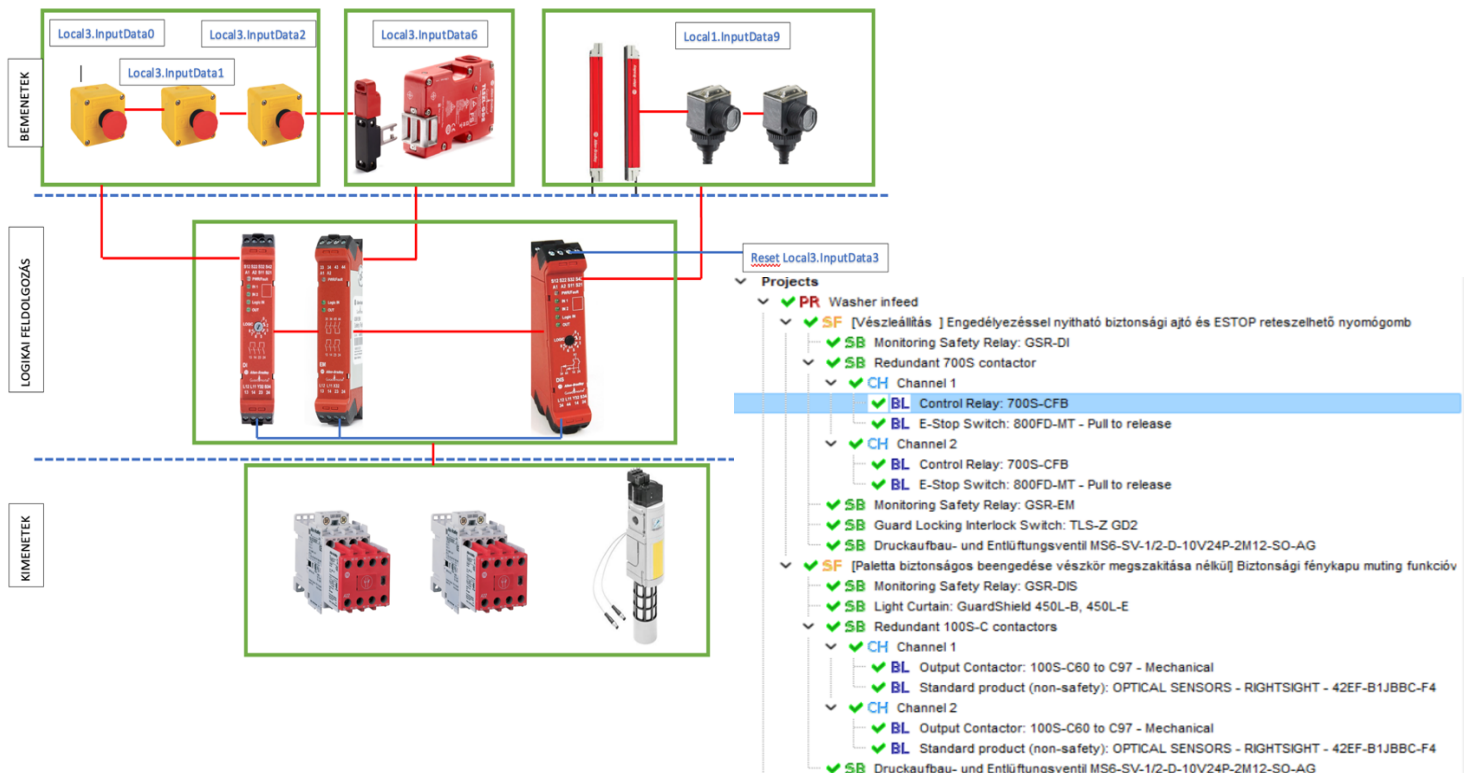 Local3.InputData0
Local3.InputData2
Local3.InputData1
Local3.InputData6
Local1.InputData9
BEMENETEK
LOGIKAI FELDOLGOZÁS
KIMENETEK
Reset Local3.InputData3
Projects
PR Washer infeed
SF [Vészleállítás ] Engedélyezéssel nyitható biztonsági ajtó és ESTOP reteszelhető nyomógomb
SB Monitoring Safety Relay: GSR-DI
SB Redundant 700S contactor
CH Channel 1
BL Control Relay: 700S-CFB
BL E-Stop Switch: 800FD-MT - Pull to release
CH Channel 2
BL Control Relay: 700S-CFB
BL E-Stop Switch: 800FD-MT - Pull to release
SB Monitoring Safety Relay: GSR-EM
SB Guard Locking Interlock Switch: TLS-Z GD2
SB Druckaufbau- und Entlüftungsventil MS6-SV-1/2-D-10V24P-2M12-SO-AG
SF [Paletta biztonságos beengedése vészkör megszakítása nélkül] Biztonsági fénykapu muting funkcióv
SB Monitoring Safety Relay: GSR-DIS
SB Light Curtain: GuardShield 450L-B, 450L-E
SB Redundant 100S-C contactors
CH Channel 1
BL Output Contactor: 100S-C60 to C97 - Mechanical
BL Standard product (non-safety): OPTICAL SENSORS - RIGHTSIGHT - 42EF-B1JBBC-F4
CH Channel 2
BL Output Contactor: 100S-C60 to C97 - Mechanical
BL Standard product (non-safety): OPTICAL SENSORS - RIGHTSIGHT - 42EF-B1JBBC-F4
SB Druckaufbau- und Entlüftungsventil MS6-SV-1/2-D-10V24P-2M12-SO-AG